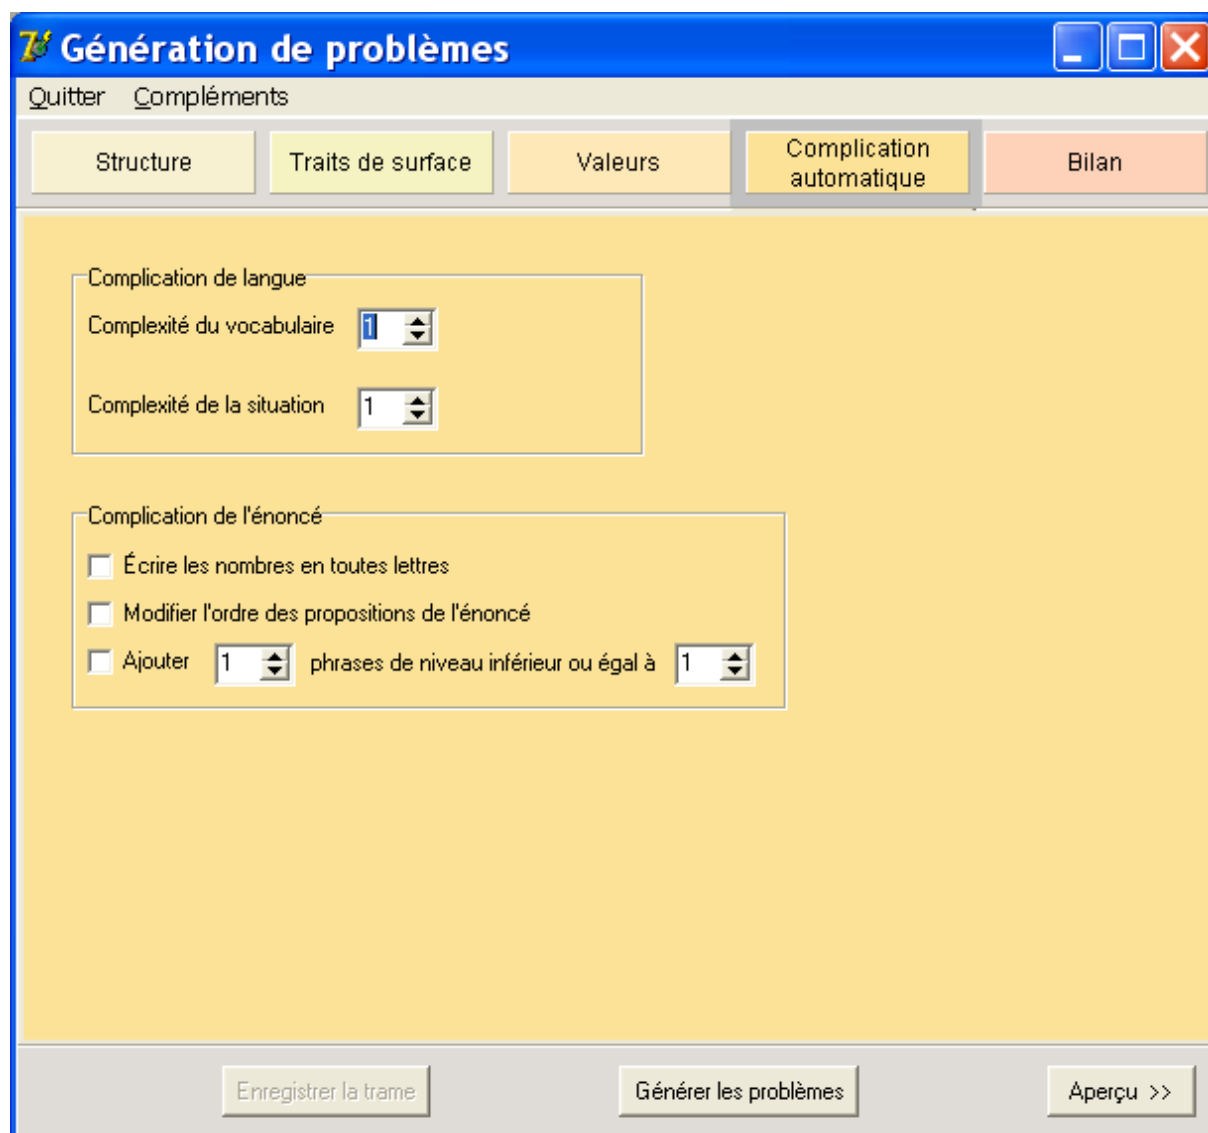 Génération de problèmes
Quitter Compléments
Structure
Traits de surface
Valeurs
Complication
automatique
Bilan
Complication de langue
Complexité du vocabulaire 1
Complexité de la situation 1
Complication de l'énoncé
Écrire les nombres en toutes lettres
Modifier l'ordre des propositions de l'énoncé
Ajouter 1 phrases de niveau inférieur ou égal à 1
Enregistrer la trame
Générer les problèmes
Aperçu >>